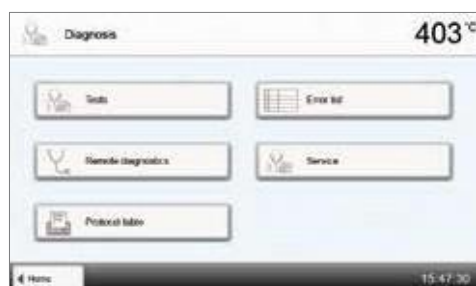 Diagnosis
403 °C
Tests
Error list
Remote diagnostics
Service
Protocol table
Home
15:47:30